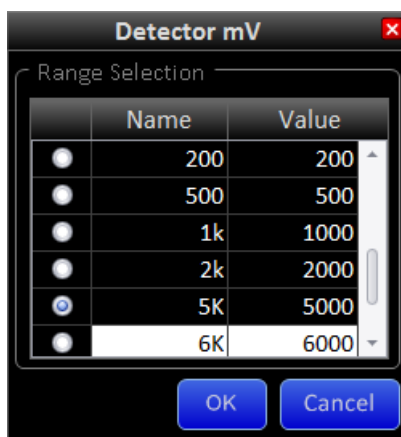 Detector mV
Range Selection
Name Value
200 200
500 500
1k 1000
2k 2000
5K 5000
6K 6000
OK Cancel